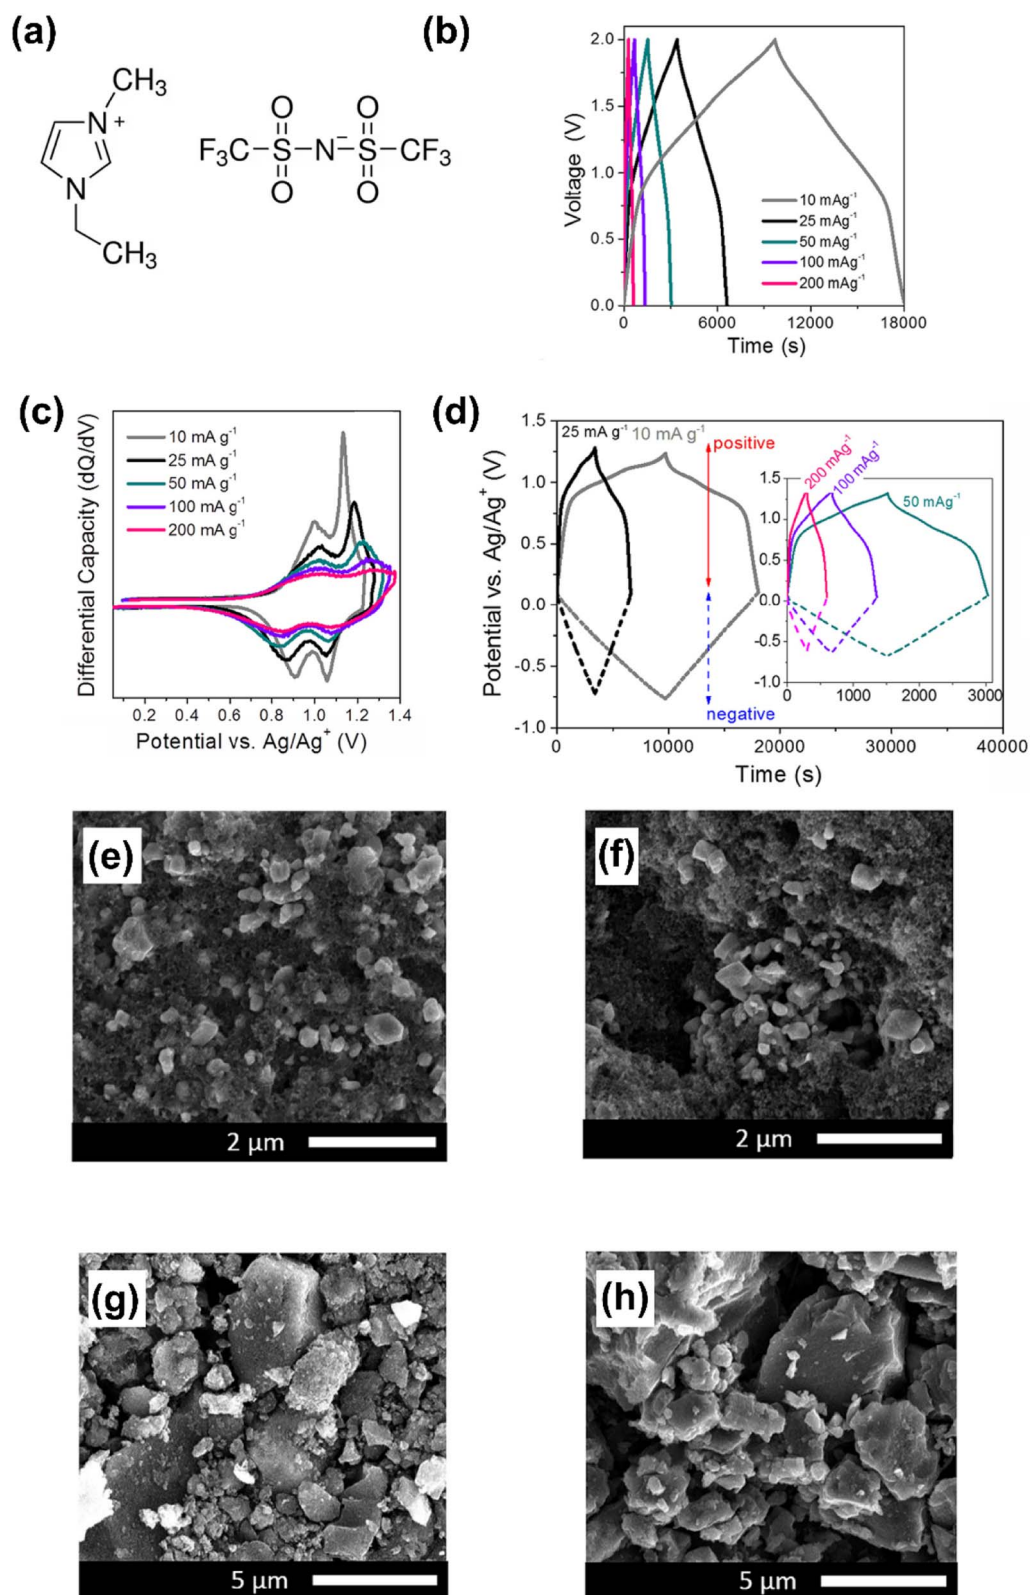 (a)
CH₃
N
+
N
CH₃
O O
F₃C—S—N⁻—S—CF₃
O O
(b)
2.0
1.5
1.0
0.5
0.0
Voltage (V)
10 mAg⁻¹
25 mAg⁻¹
50 mAg⁻¹
100 mAg⁻¹
200 mAg⁻¹
0 6000 12000 18000
Time (s)
(c)
Differential Capacity (dQ/dV)
10 mA g⁻¹
25 mA g⁻¹
50 mA g⁻¹
100 mA g⁻¹
200 mA g⁻¹
0.2 0.4 0.6 0.8 1.0 1.2 1.4
Potential vs. Ag/Ag⁺ (V)
(d)
1.5
1.0
0.5
0.0
-0.5
-1.0
Potential vs. Ag/Ag⁺ (V)
25 mA g⁻¹ 10 mA g⁻¹
positive
negative
200 mAg⁻¹
100 mAg⁻¹
50 mAg⁻¹
1.5
1.0
0.5
0.0
-0.5
-1.0
0 1000 2000 3000
0 10000 20000 30000 40000
Time (s)
(e)
2 µm
(f)
2 µm
(g)
5 µm
(h)
5 µm